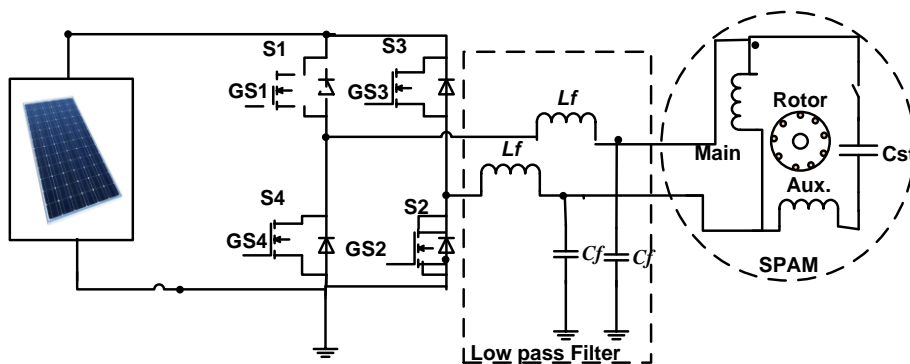 S1
S3
GS1
GS3
Lf
Lf
Rotor
Main
Cst
Aux.
S4
S2
GS4
GS2
Cf
Cf
SPAM
Low pass Filter